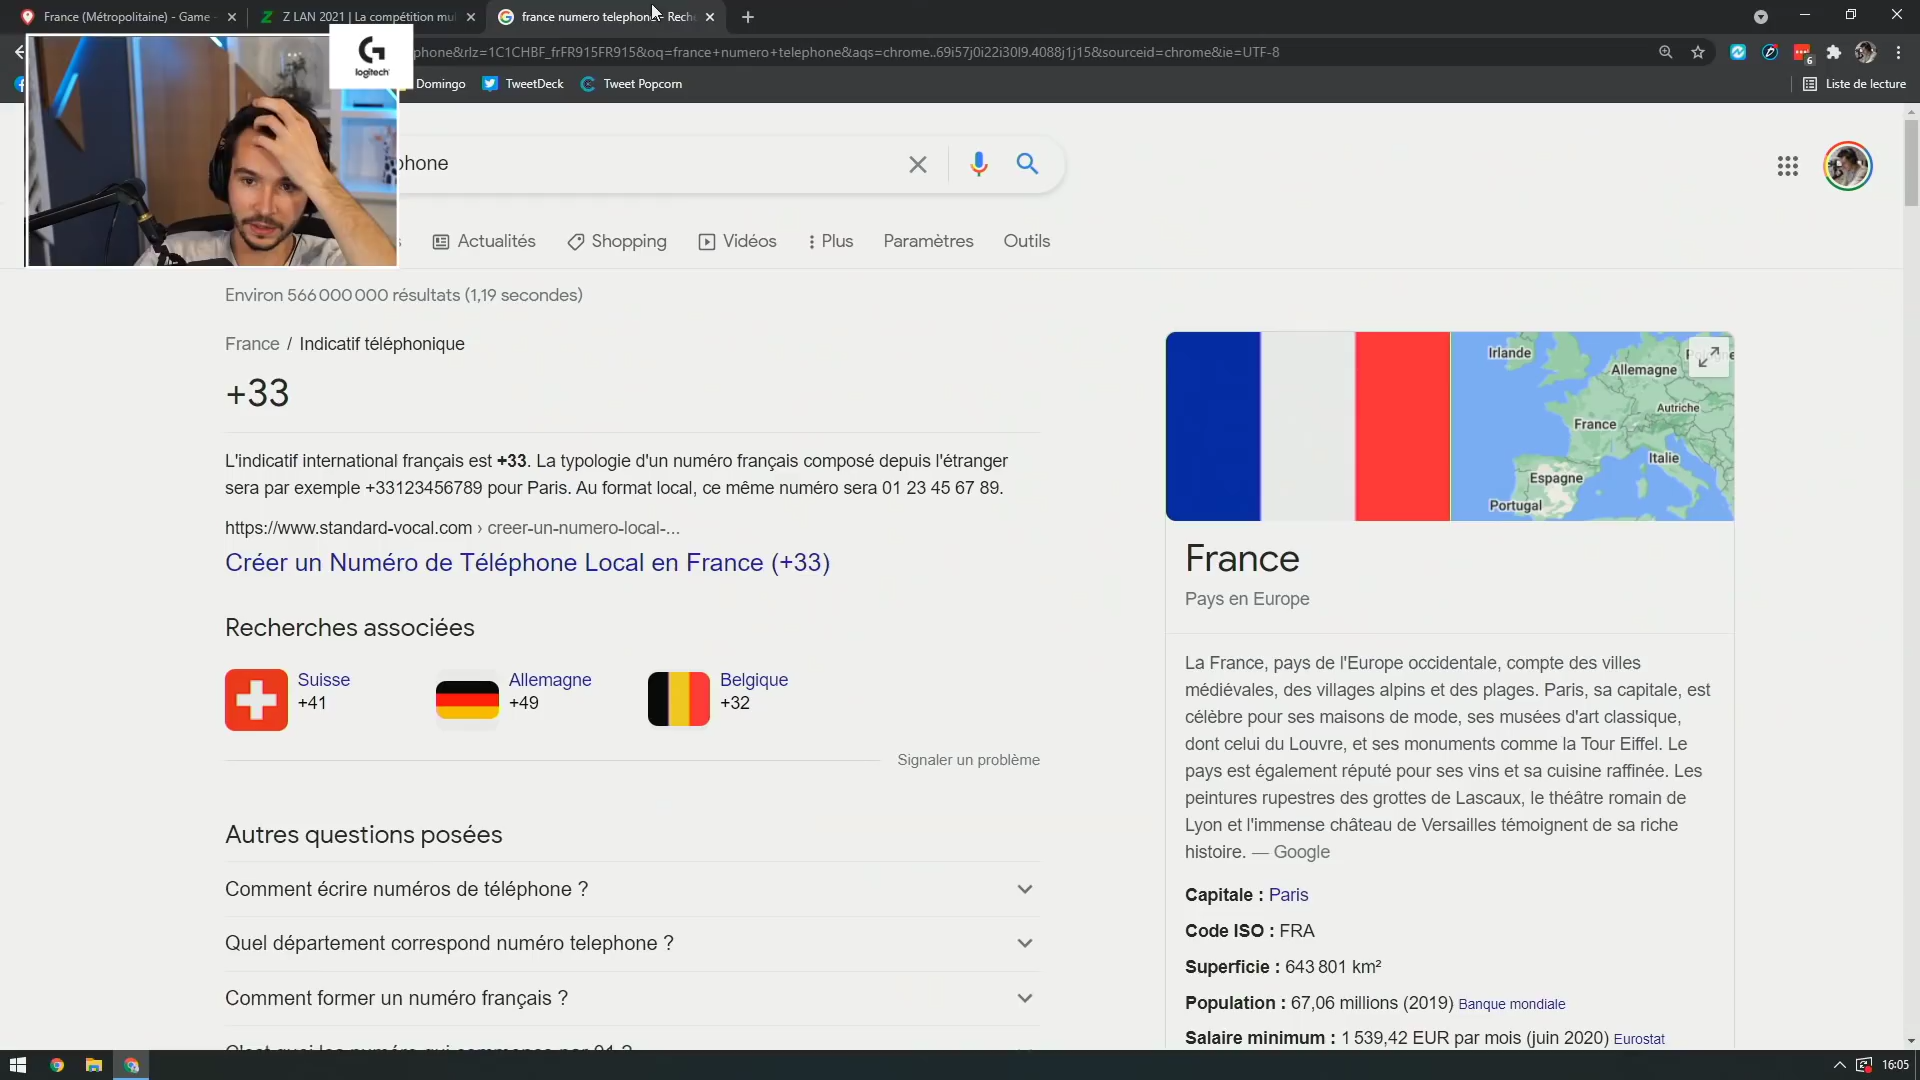 France (Métropolitaine) - Game
Z LAN 2021 | La compétition mul
france numero telephone - Rech
phone&rlz=1C1CHBF_frFR915FR915&oq=france+numero+telephone&aqs=chrome..69i57j0i22i30l9.4088j1j15&sourceid=chrome&ie=UTF-8
6
logitech
Domingo
TweetDeck
Tweet Popcorn
Liste de lecture
phone
Actualités
Shopping
Vidéos
Plus
Paramètres
Outils
Environ 566 000 000 résultats (1,19 secondes)
France / Indicatif téléphonique
+33
L'indicatif international français est +33. La typologie d'un numéro français composé depuis l'étranger
sera par exemple +33123456789 pour Paris. Au format local, ce même numéro sera 01 23 45 67 89.
https://www.standard-vocal.com › creer-un-numero-local-...
Créer un Numéro de Téléphone Local en France (+33)
Recherches associées
Suisse
+41
Allemagne
+49
Belgique
+32
Signaler un problème
Autres questions posées
Comment écrire numéros de téléphone ?
Quel département correspond numéro telephone ?
Comment former un numéro français ?
C'est quoi les numéro qui commence par 01 ?
Irlande
Allemagne
Autriche
France
Italie
Espagne
Portugal
France
Pays en Europe
La France, pays de l'Europe occidentale, compte des villes
médiévales, des villages alpins et des plages. Paris, sa capitale, est
célèbre pour ses maisons de mode, ses musées d'art classique,
dont celui du Louvre, et ses monuments comme la Tour Eiffel. Le
pays est également réputé pour ses vins et sa cuisine raffinée. Les
peintures rupestres des grottes de Lascaux, le théâtre romain de
Lyon et l'immense château de Versailles témoignent de sa riche
histoire. — Google
Capitale : Paris
Code ISO : FRA
Superficie : 643 801 km²
Population : 67,06 millions (2019) Banque mondiale
Salaire minimum : 1 539,42 EUR par mois (juin 2020) Eurostat
16:05